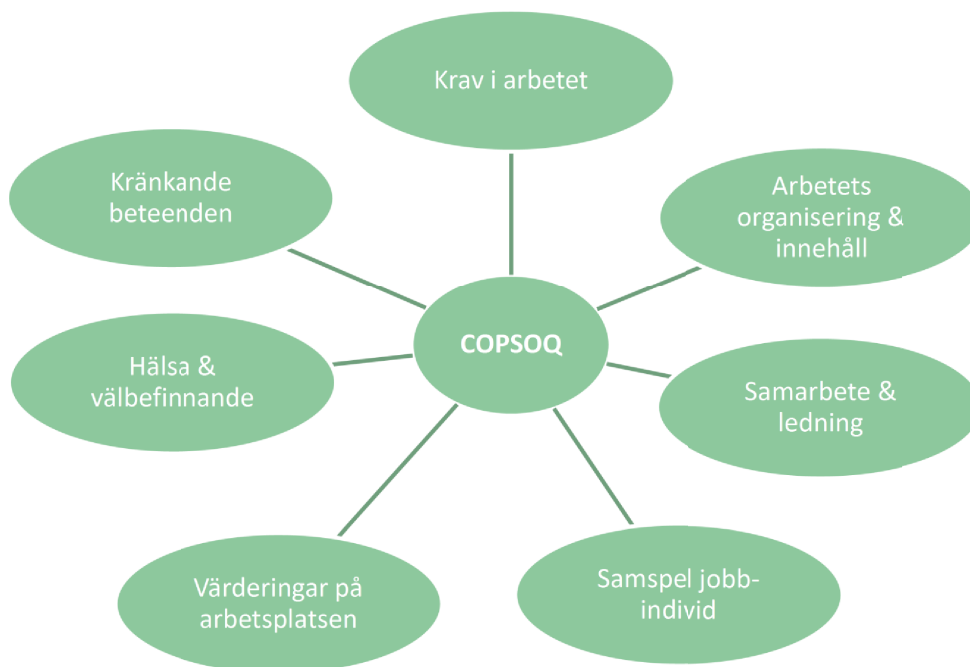 Krav i arbetet
Kränkande
beteenden
Arbetets
organisering &
innehåll
COPSOQ
Hälsa &
välbefinnande
Samarbete &
ledning
Värderingar på
arbetsplatsen
Samspel jobb-
individ